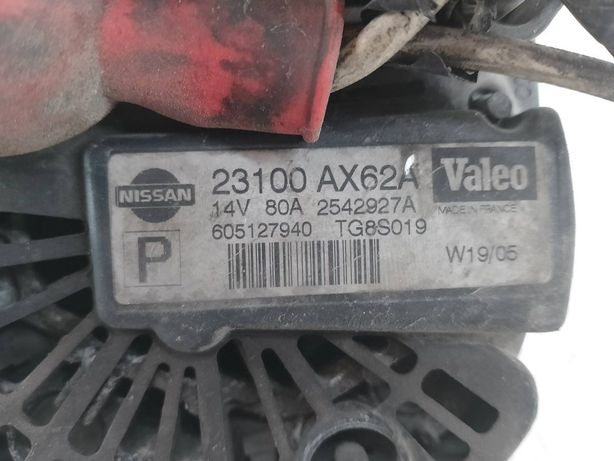 NISSAN 23100 AX62A Valeo
14V 80A 2542927A MADE IN FRANCE
605127940 TG8S019
P W19/05